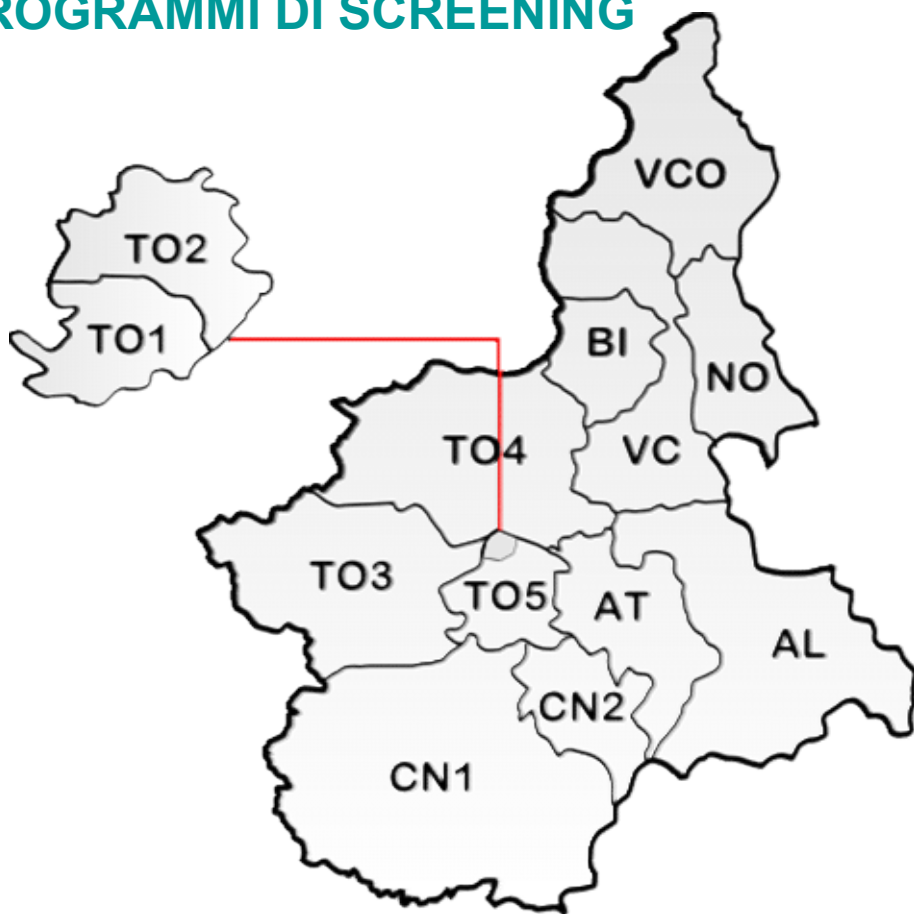 ROGRAMMI DI SCREENING
VCO
TO2
TO1
BI
NO
TO4
VC
TO3
TO5
AT
AL
CN2
CN1